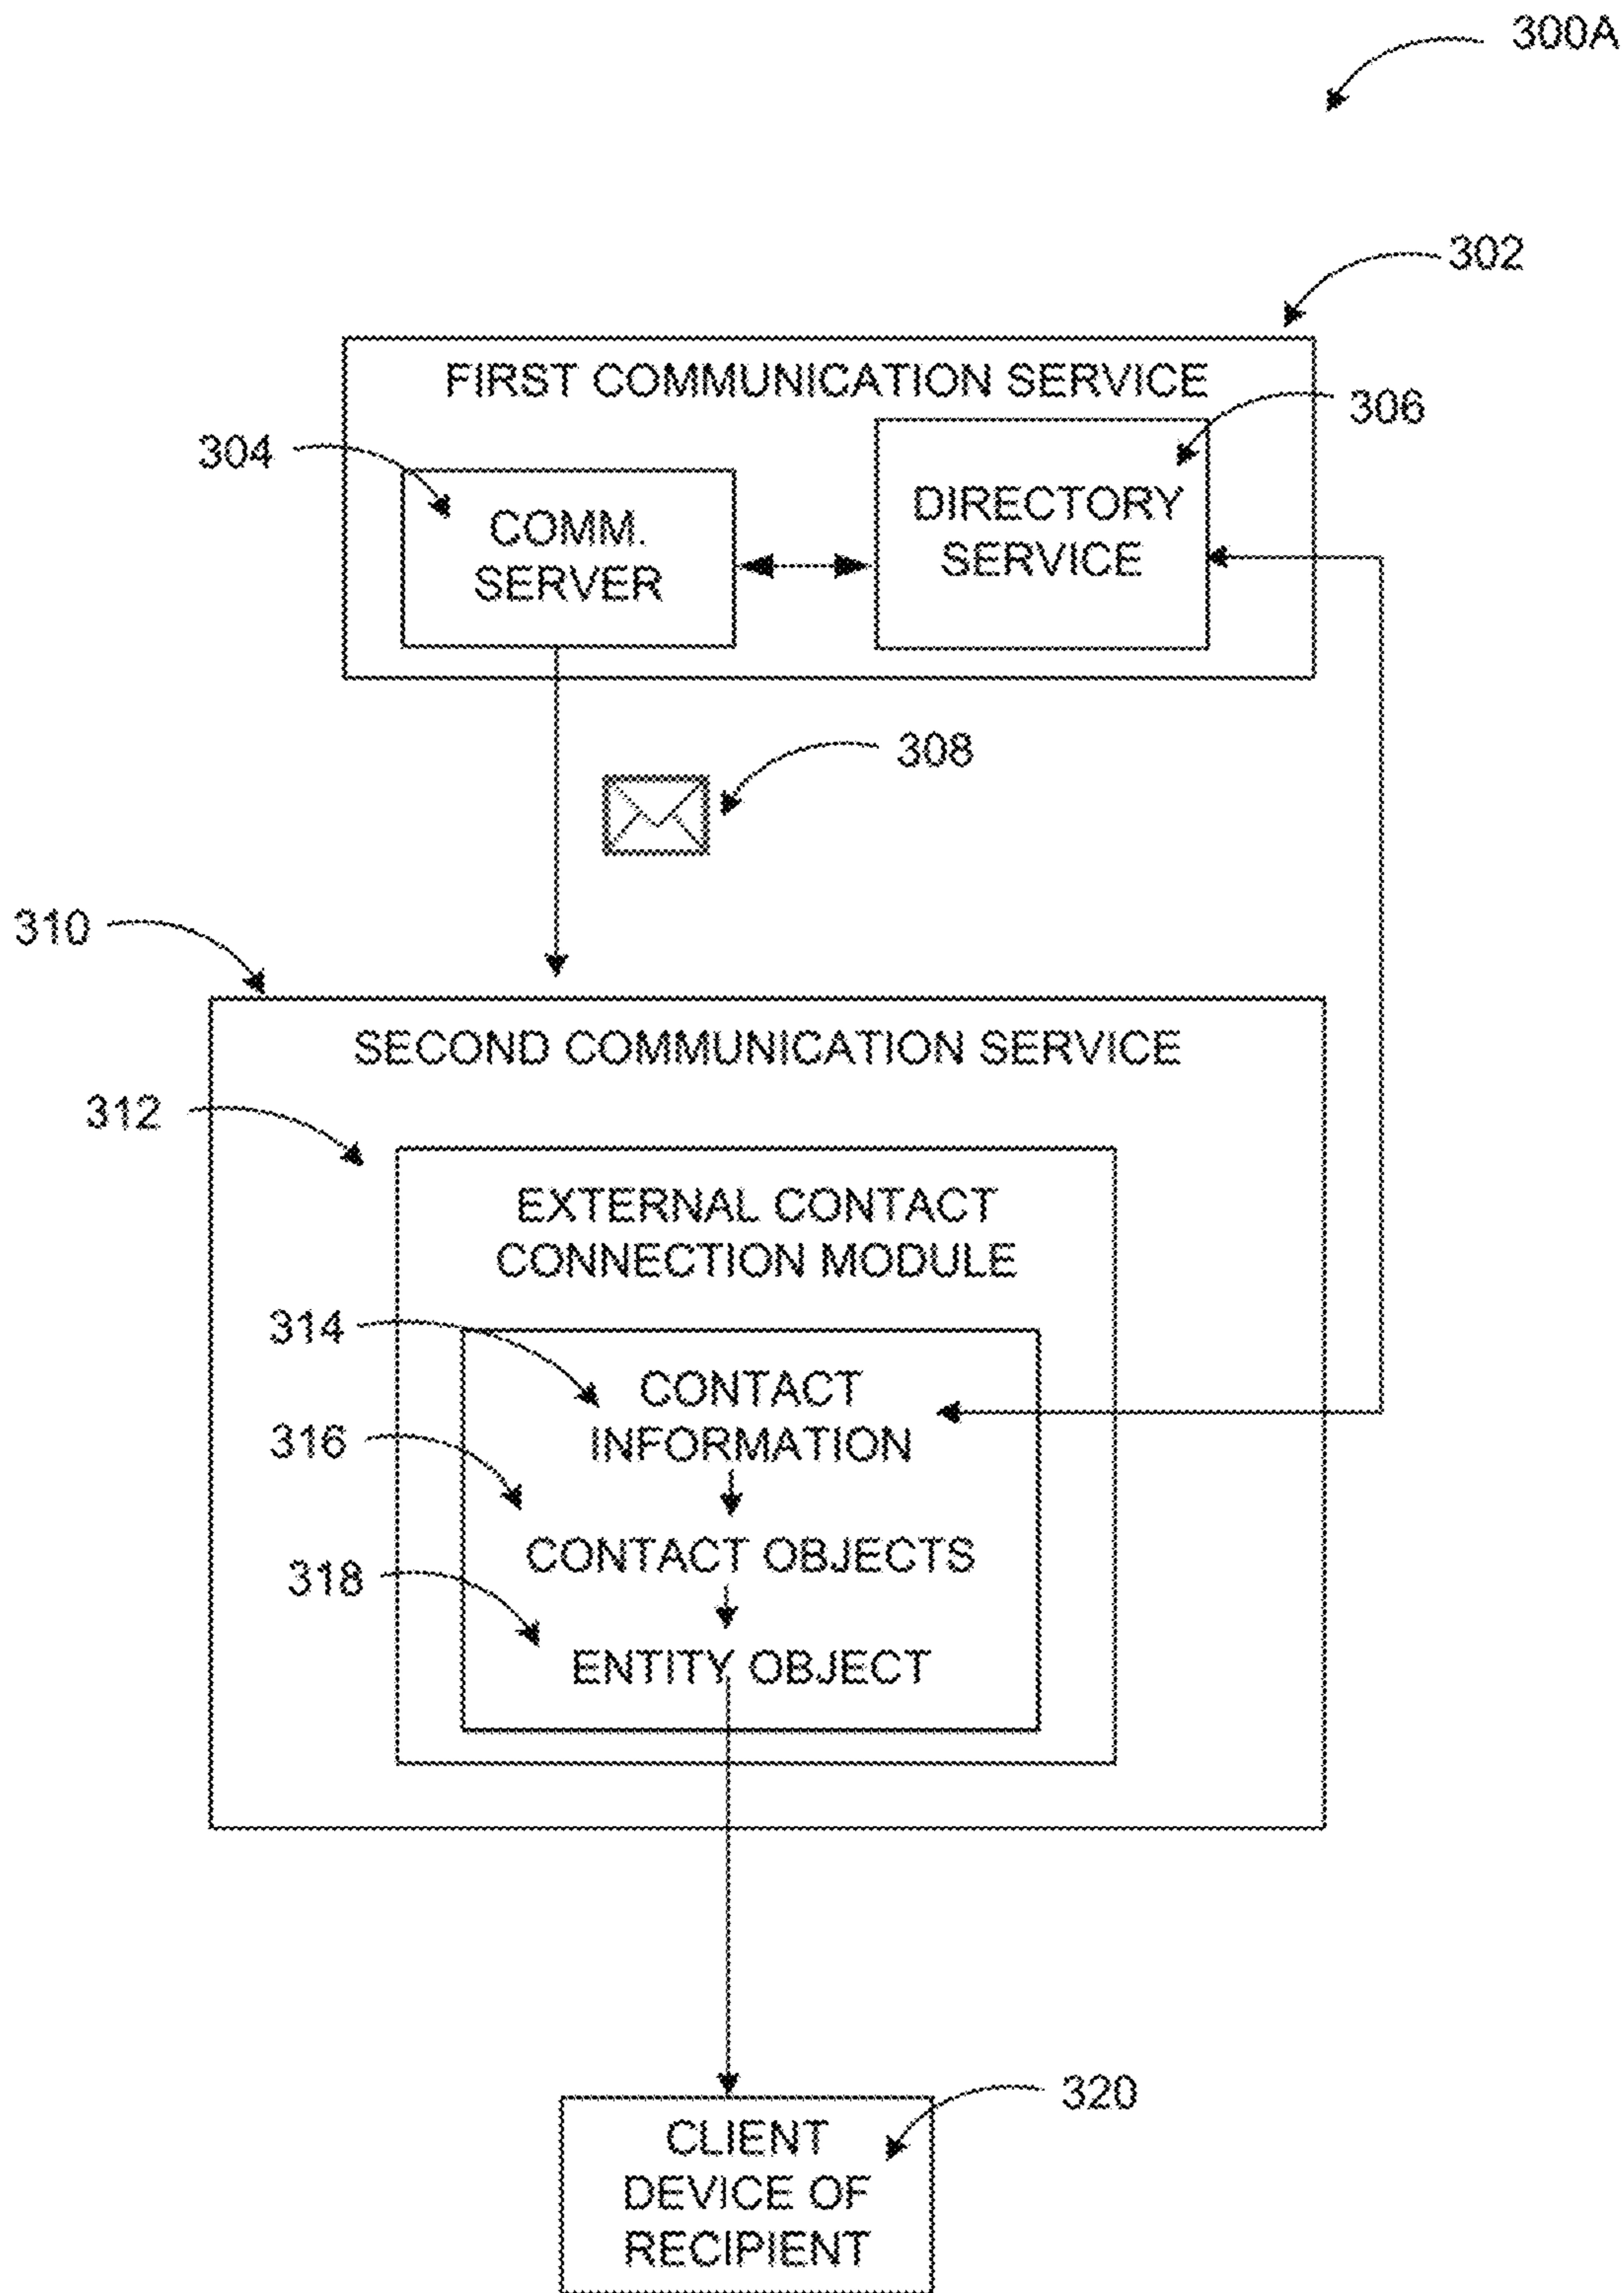 300A
302
FIRST COMMUNICATION SERVICE
306
304
DIRECTORY
SERVICE
COMM.
SERVER
308
310
SECOND COMMUNICATION SERVICE
312
EXTERNAL CONTACT
CONNECTION MODULE
314
CONTACT
INFORMATION
316
CONTACT OBJECTS
318
ENTITY OBJECT
320
CLIENT
DEVICE OF
RECIPIENT